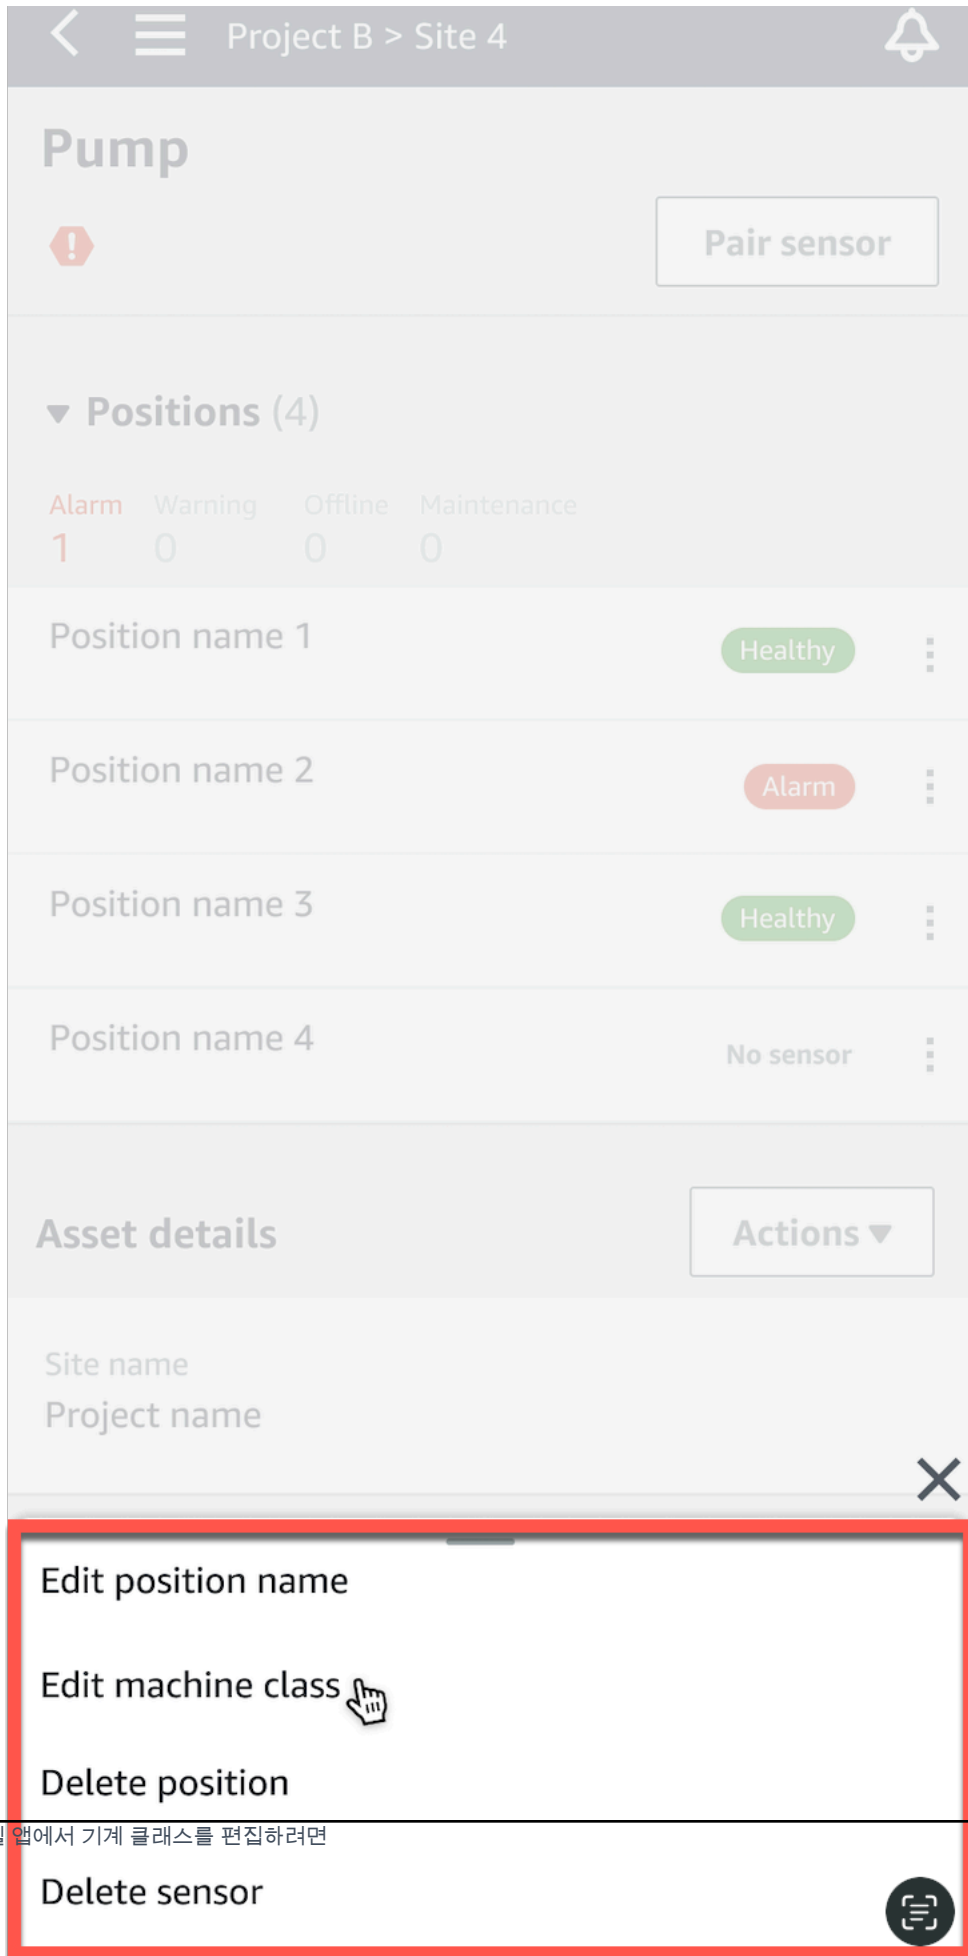 Project B > Site 4
Pump
Pair sensor
Positions (4)
Alarm Warning Offline Maintenance
1 0 0 0
Position name 1 Healthy
Position name 2 Alarm
Position name 3 Healthy
Position name 4 No sensor
Asset details Actions
Site name
Project name
Edit position name
Edit machine class
Delete position
앱에서 기계 클래스를 편집하려면
Delete sensor